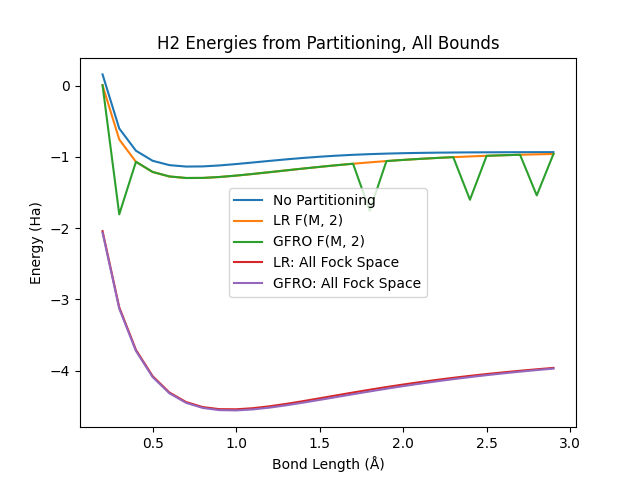 H2 Energies from Partitioning, All Bounds
Energy (Ha)
0
−1
−2
−3
−4
No Partitioning
LR F(M, 2)
GFRO F(M, 2)
LR: All Fock Space
GFRO: All Fock Space
0.5 1.0 1.5 2.0 2.5 3.0
Bond Length (Å)